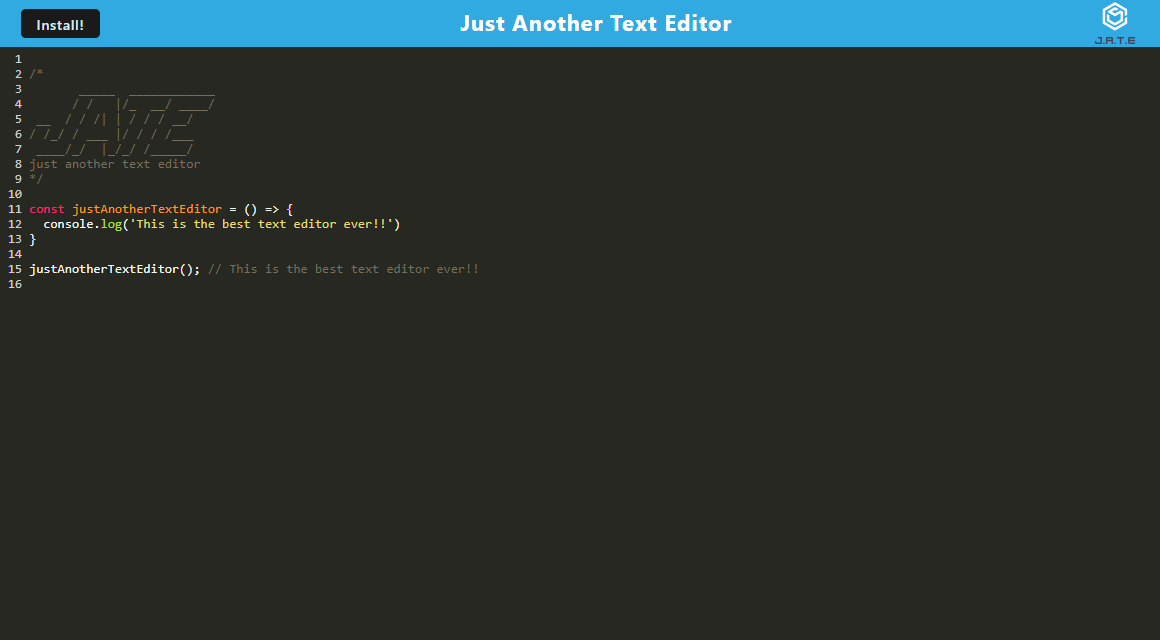 Install!
Just Another Text Editor
J.A.T.E
1
2 /*
3        _____  ____________
4       / /   |/_  __/ ____/
5  __  / / /| | / / / __/
6 / /_/ / ___ |/ / / /___
7  ____/_/  |_/_/ /_____/
8 just another text editor
9 */
10
11 const justAnotherTextEditor = () => {
12   console.log('This is the best text editor ever!!')
13 }
14
15 justAnotherTextEditor(); // This is the best text editor ever!!
16